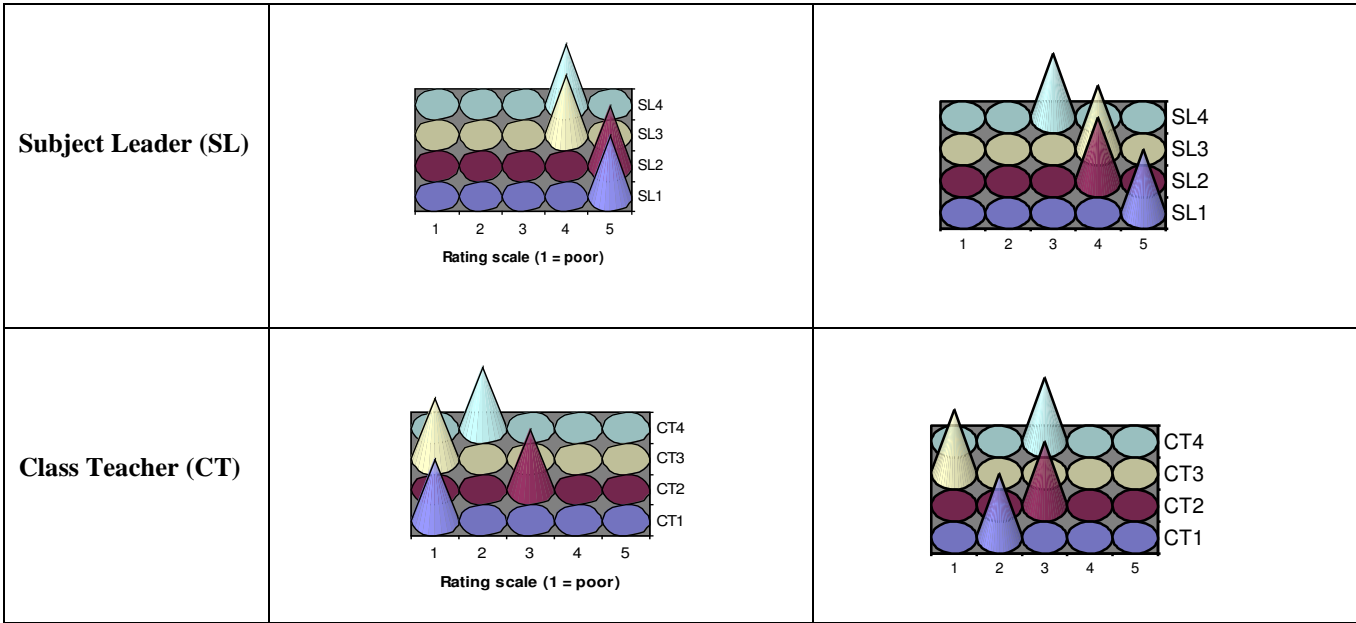 Subject Leader (SL)
SL4
SL3
SL2
SL1
1 2 3 4 5
Rating scale (1 = poor)
SL4
SL3
SL2
SL1
1 2 3 4 5
Class Teacher (CT)
CT4
CT3
CT2
CT1
1 2 3 4 5
Rating scale (1 = poor)
CT4
CT3
CT2
CT1
1 2 3 4 5